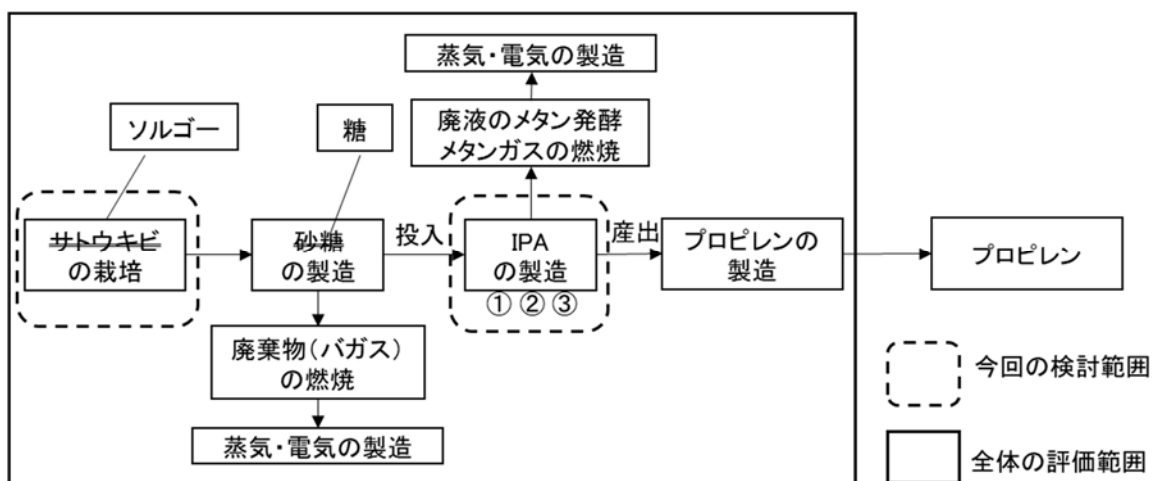 蒸気・電気の製造
ソルゴー
糖
廃液のメタン発酵
メタンガスの燃焼
サトウキビ
の栽培
砂糖
の製造
投入
IPA
の製造
① ② ③
産出
プロピレンの
製造
プロピレン
廃棄物(バガス)
の燃焼
蒸気・電気の製造
今回の検討範囲
全体の評価範囲